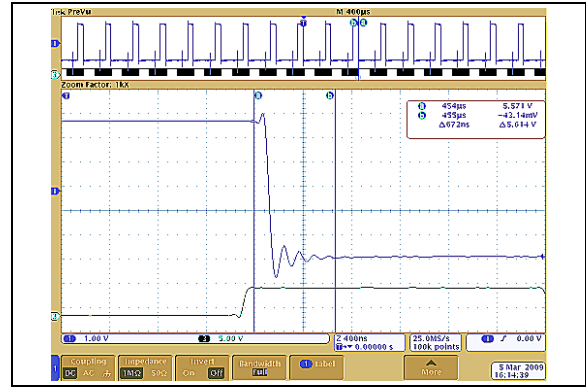 Tek PreVu M 400µs
Zoom Factor: 1kX
a 454µs 5.571 V
b 455µs −43.14mV
Δ672ns Δ5.614 V
1 1.00 V 3 5.00 V Z 400ns 25.0MS/s 1 0.00 V
0.00000 s 100k points
Coupling Impedance Invert Bandwidth 1 Label More
DC AC 1MΩ 50Ω On Off Full
5 Mar 2009
16:14:39